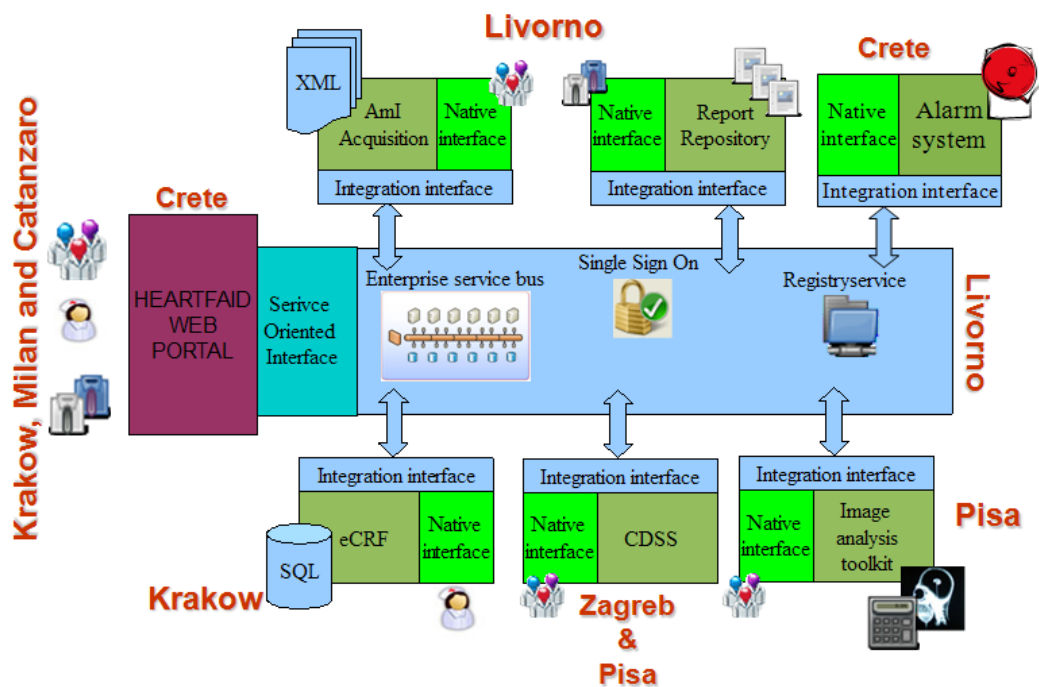 Livorno
Crete
XML
AmI
Acquisition
Native
interface
Integration interface
Native
interface
Report
Repository
Integration interface
Native
interface
Alarm
system
Integration interface
Krakow, Milan and Catanzaro
Crete
HEARTFAID
WEB
PORTAL
Serivce
Oriented
Interface
Enterprise service bus
Single Sign On
Registryservice
Livorno
Integration interface
eCRF
Native
interface
SQL
Krakow
Integration interface
Native
interface
CDSS
Zagreb
&
Pisa
Integration interface
Native
interface
Image
analysis
toolkit
Pisa